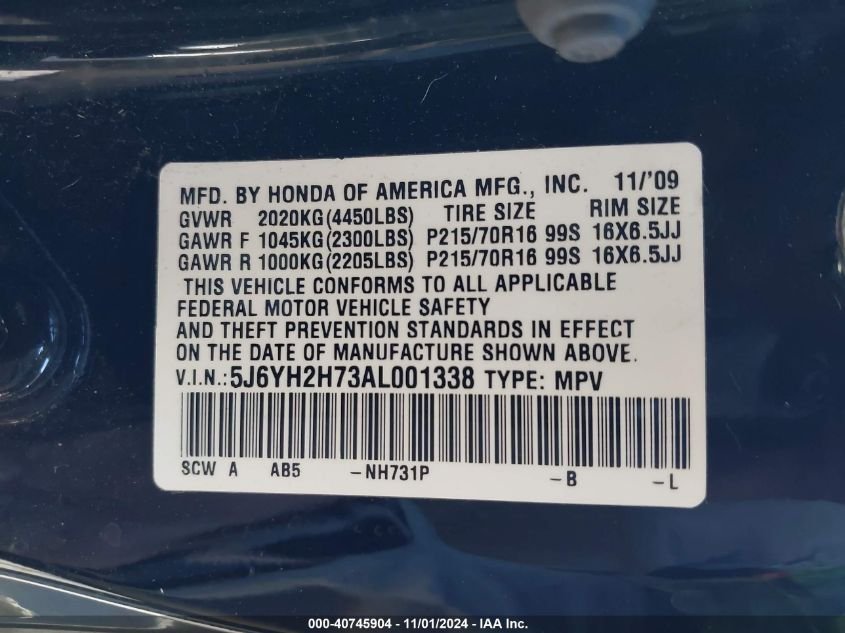 MFD. BY HONDA OF AMERICA MFG., INC. 11/'09
GVWR 2020KG(4450LBS) TIRE SIZE RIM SIZE
GAWR F 1045KG(2300LBS) P215/70R16 99S 16X6.5JJ
GAWR R 1000KG(2205LBS) P215/70R16 99S 16X6.5JJ
THIS VEHICLE CONFORMS TO ALL APPLICABLE
FEDERAL MOTOR VEHICLE SAFETY
AND THEFT PREVENTION STANDARDS IN EFFECT
ON THE DATE OF MANUFACTURE SHOWN ABOVE.
V.I.N.:5J6YH2H73AL001338 TYPE: MPV
SCW A AB5 -NH731P -B -L
000-40745904 - 11/01/2024 - IAA Inc.